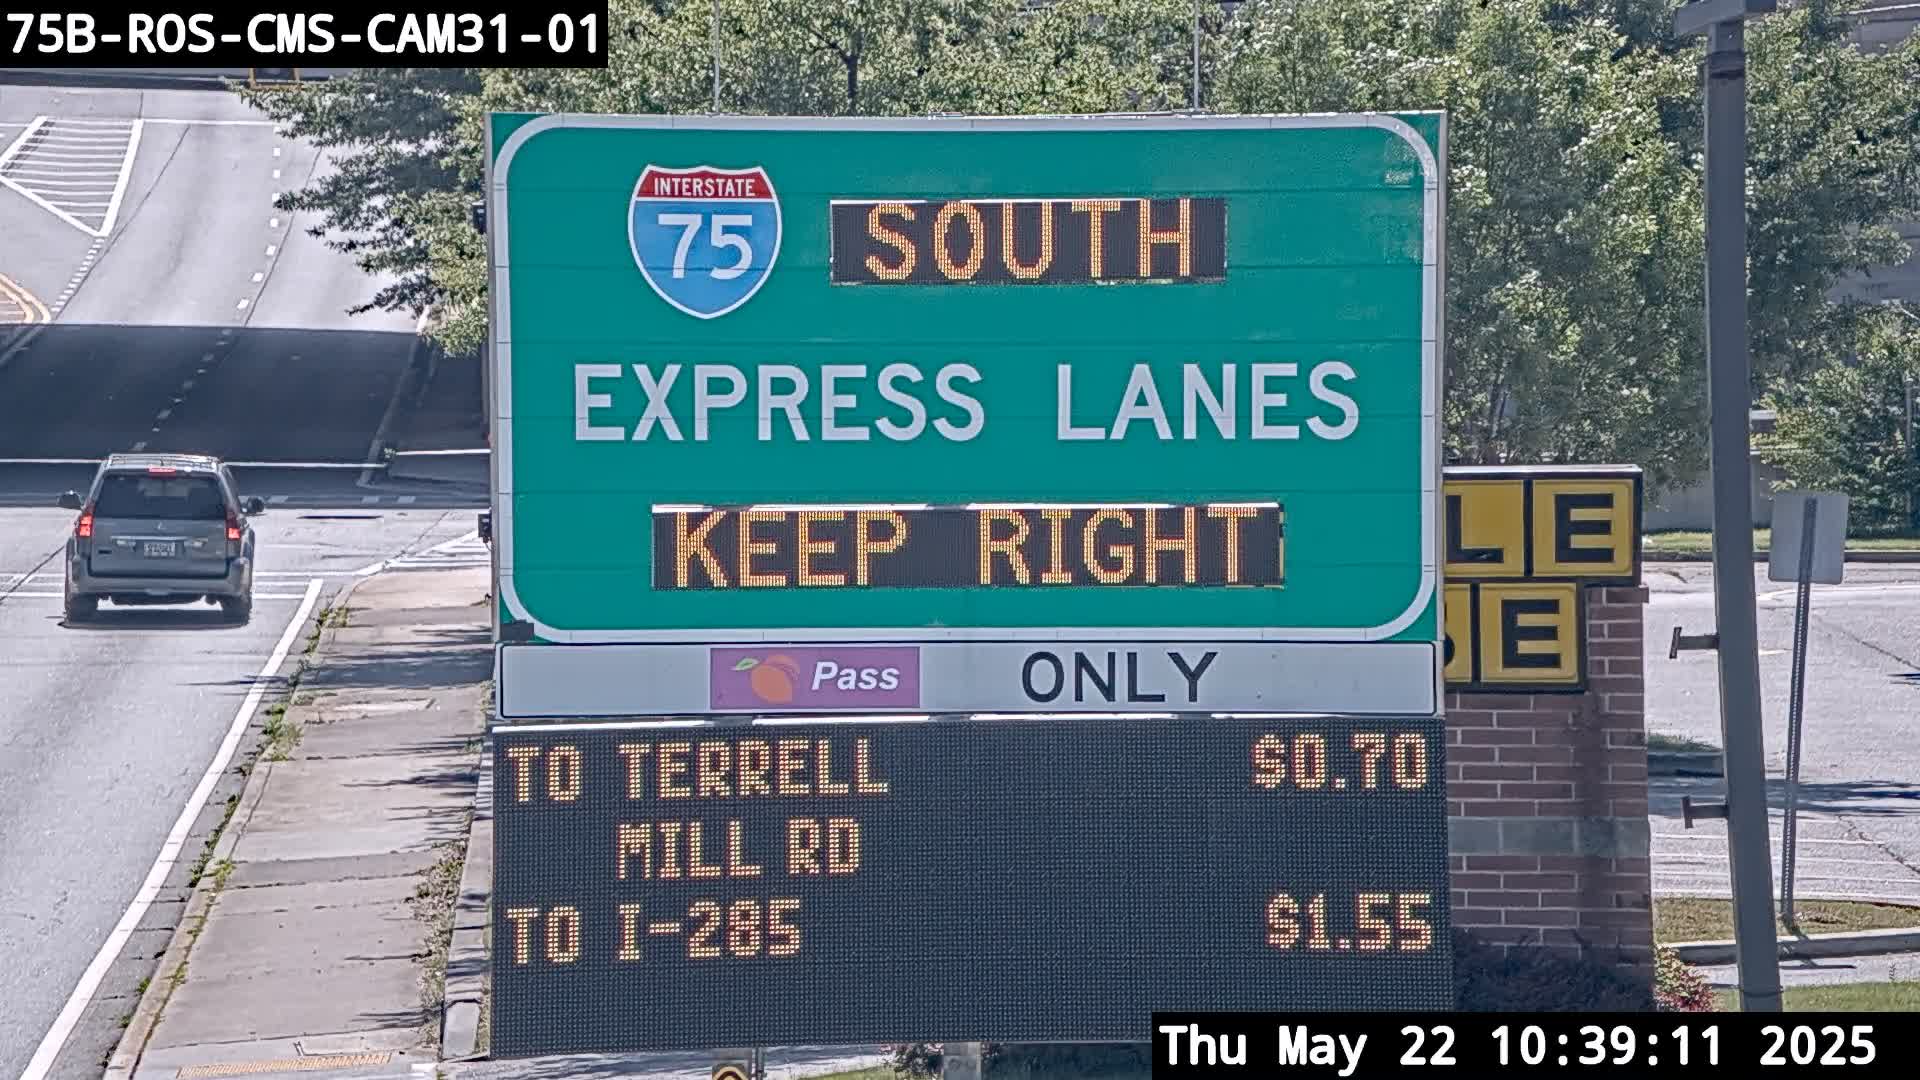 75B-ROS-CMS-CAM31-01
INTERSTATE
75
SOUTH
EXPRESS LANES
KEEP RIGHT
Pass ONLY
TO TERRELL $0.70
MILL RD
TO I-285 $1.55
LE
E
Thu May 22 10:39:11 2025